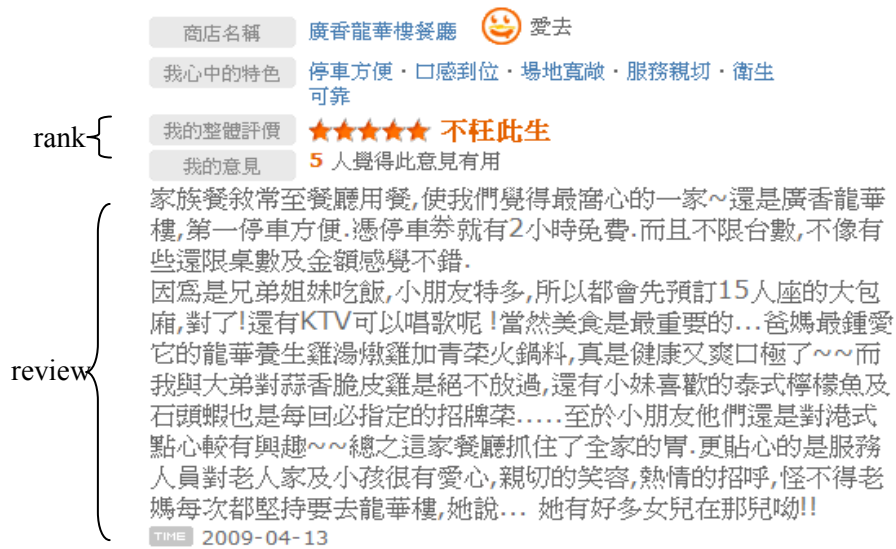 商店名稱 廣香龍華樓餐廳 愛去
我心中的特色 停車方便‧口感到位‧場地寬敞‧服務親切‧衛生
可靠
rank 我的整體評價 ★★★★★ 不枉此生
我的意見 5 人覺得此意見有用
家族餐敘常至餐廳用餐,使我們覺得最窩心的一家~還是廣香龍華
樓,第一停車方便.憑停車劵就有2小時免費.而且不限台數,不像有
些還限桌數及金額感覺不錯.
因為是兄弟姐妹吃飯,小朋友特多,所以都會先預訂15人座的大包
廂,對了!還有KTV可以唱歌呢!當然美食是最重要的...爸媽最鍾愛
它的龍華養生雞湯燉雞加青菜火鍋料,真是健康又爽口極了~~而
review 我與大弟對蒜香脆皮雞是絕不放過,還有小妹喜歡的泰式檸檬魚及
石頭蝦也是每回必指定的招牌菜.....至於小朋友他們還是對港式
點心較有興趣~~總之這家餐廳抓住了全家的胃.更貼心的是服務
人員對老人家及小孩很有愛心,親切的笑容,熱情的招呼,怪不得老
媽每次都堅持要去龍華樓,她說... 她有好多女兒在那兒呦!!
TIME 2009-04-13